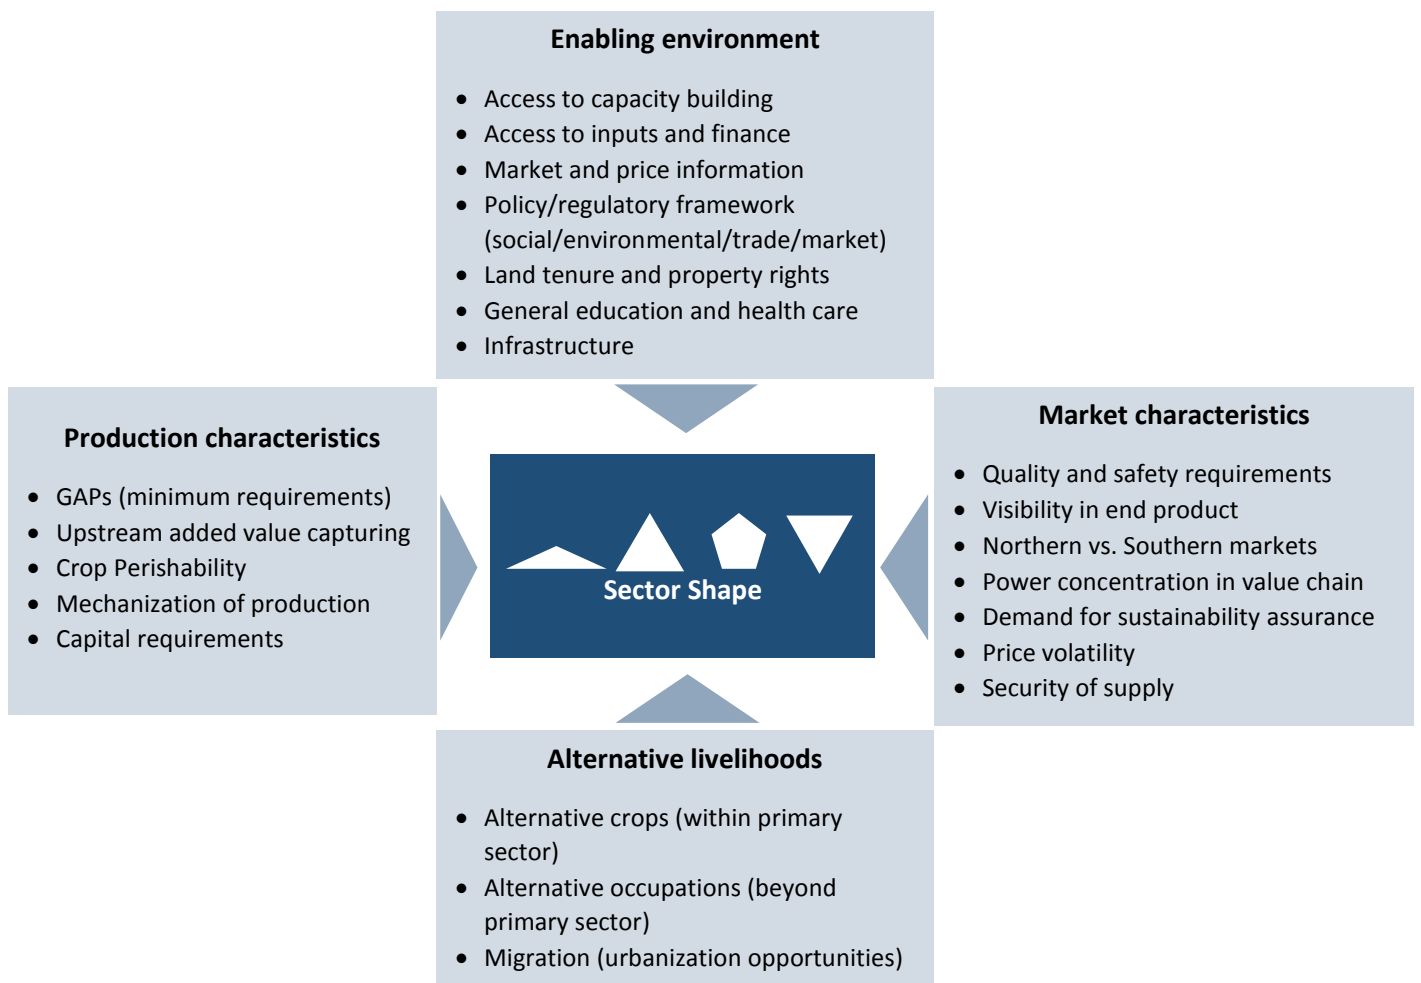 Enabling environment
• Access to capacity building
• Access to inputs and finance
• Market and price information
• Policy/regulatory framework
(social/environmental/trade/market)
• Land tenure and property rights
• General education and health care
• Infrastructure
Production characteristics
• GAPs (minimum requirements)
• Upstream added value capturing
• Crop Perishability
• Mechanization of production
• Capital requirements
Sector Shape
Market characteristics
• Quality and safety requirements
• Visibility in end product
• Northern vs. Southern markets
• Power concentration in value chain
• Demand for sustainability assurance
• Price volatility
• Security of supply
Alternative livelihoods
• Alternative crops (within primary
sector)
• Alternative occupations (beyond
primary sector)
• Migration (urbanization opportunities)